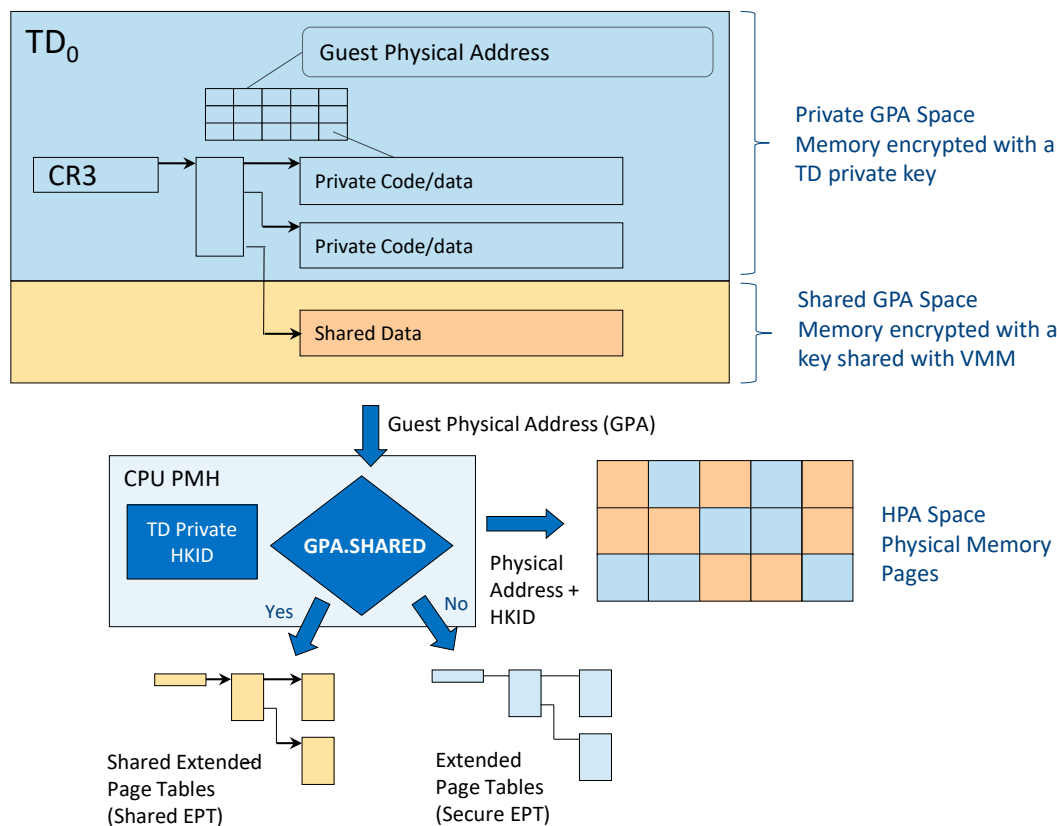 TD0
Guest Physical Address
CR3
Private Code/data
Private Code/data
Shared Data
Private GPA Space
Memory encrypted with a
TD private key
Shared GPA Space
Memory encrypted with a
key shared with VMM
Guest Physical Address (GPA)
CPU PMH
TD Private
HKID
GPA.SHARED
Yes
No
Physical
Address +
HKID
HPA Space
Physical Memory
Pages
Shared Extended
Page Tables
(Shared EPT)
Extended
Page Tables
(Secure EPT)